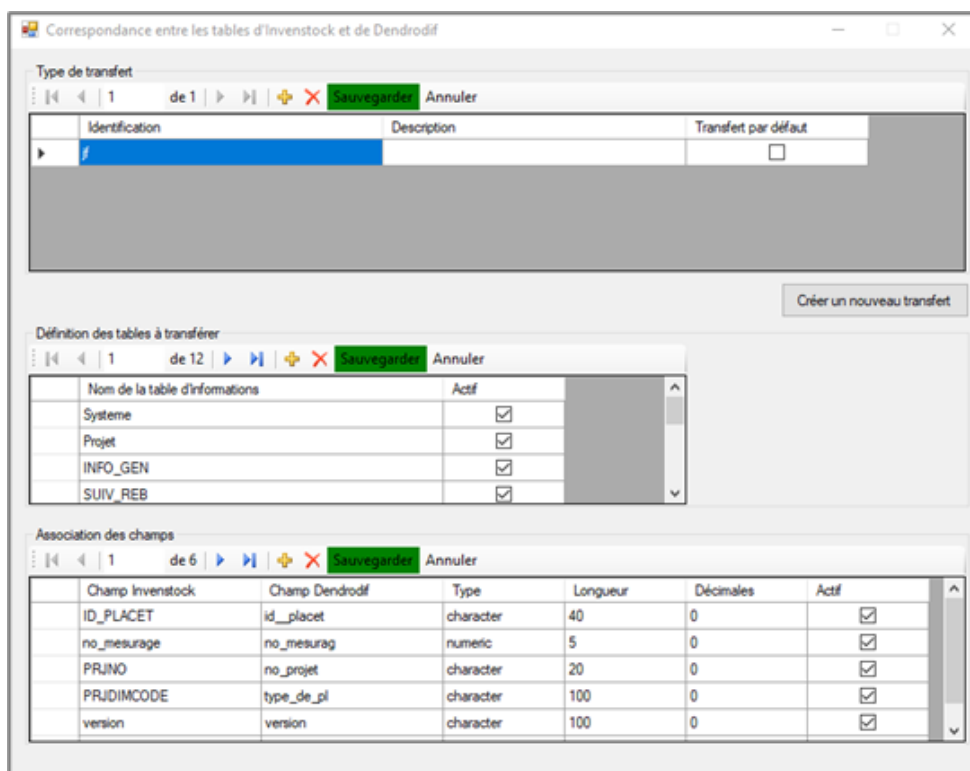 Correspondance entre les tables d'Invenstock et de Dendrodif
Type de transfert
1 de 1 Sauvegarder Annuler
Identification Description Transfert par défaut
Créer un nouveau transfert
Définition des tables à transférer
1 de 12 Sauvegarder Annuler
Nom de la table d'informations Actif
Systeme
Projet
INFO_GEN
SUIV_REB
Association des champs
1 de 6 Sauvegarder Annuler
Champ Invenstock Champ Dendrodif Type Longueur Décimales Actif
ID_PLACET id__placet character 40 0
no_mesurage no_mesurag numeric 5 0
PRJNO no_projet character 20 0
PRJDIMCODE type_de_pl character 100 0
version version character 100 0